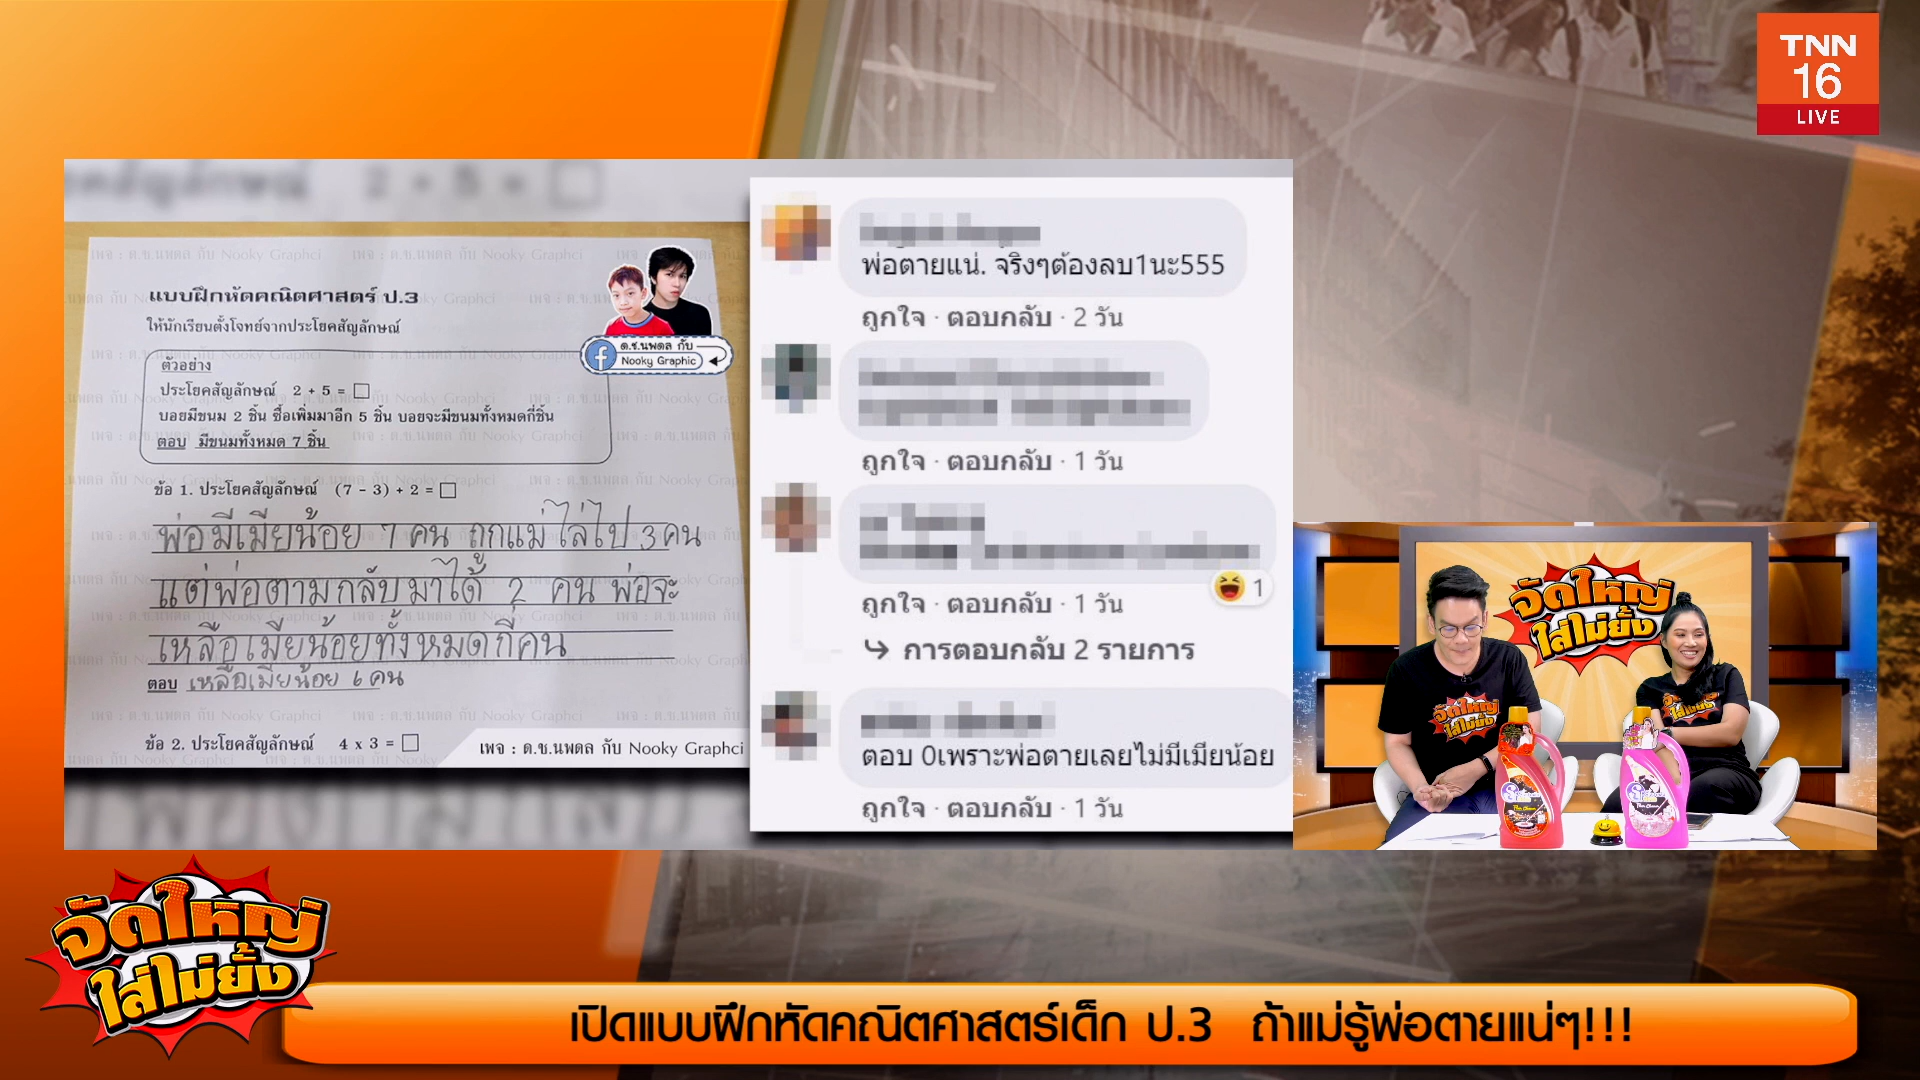 TNN
16
LIVE
แบบฝึกหัดคณิตศาสตร์ ป.3
ให้นักเรียนตั้งโจทย์จากประโยคสัญลักษณ์
ด.ช.นพดล กับ
Nooky Graphic
ตัวอย่าง
ประโยคสัญลักษณ์ 2 + 5 = □
บอยมีขนม 2 ชิ้น ซื้อเพิ่มมาอีก 5 ชิ้น บอยจะมีขนมทั้งหมดกี่ชิ้น
ตอบ มีขนมทั้งหมด 7 ชิ้น
ข้อ 1. ประโยคสัญลักษณ์ (7 - 3) + 2 = □
พ่อมีเมียน้อย 7 คน ถูกแม่ไล่ไป 3 คน
แต่พ่อตามกลับมาได้ 2 คน พ่อจะ
เหลือเมียน้อยทั้งหมดกี่คน
ตอบ เหลือเมียน้อย 6 คน
ข้อ 2. ประโยคสัญลักษณ์ 4 x 3 = □
เพจ : ด.ช.นพดล กับ Nooky Graphci
พ่อตายแน่. จริงๆต้องลบ1นะ555
ถูกใจ · ตอบกลับ · 2 วัน
ถูกใจ · ตอบกลับ · 1 วัน
1
ถูกใจ · ตอบกลับ · 1 วัน
การตอบกลับ 2 รายการ
ตอบ 0เพราะพ่อตายเลยไม่มีเมียน้อย
ถูกใจ · ตอบกลับ · 1 วัน
จัดใหญ่
ใส่ไม่ยั้ง
จัดใหญ่
ใส่ไม่ยั้ง
จัดใหญ่
ใส่ไม่ยั้ง
เปิดแบบฝึกหัดคณิตศาสตร์เด็ก ป.3 ถ้าแม่รู้พ่อตายแน่ๆ!!!